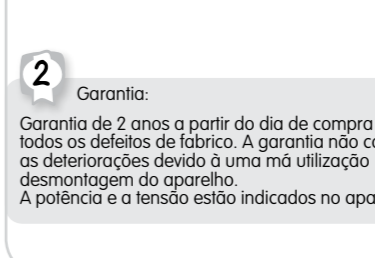 2
Garantia:
Garantia de 2 anos a partir do dia de compra
todos os defeitos de fabrico. A garantia não
as deteriorações devido à uma má utilização
desmontagem do aparelho.
A potência e a tensão estão indicados no